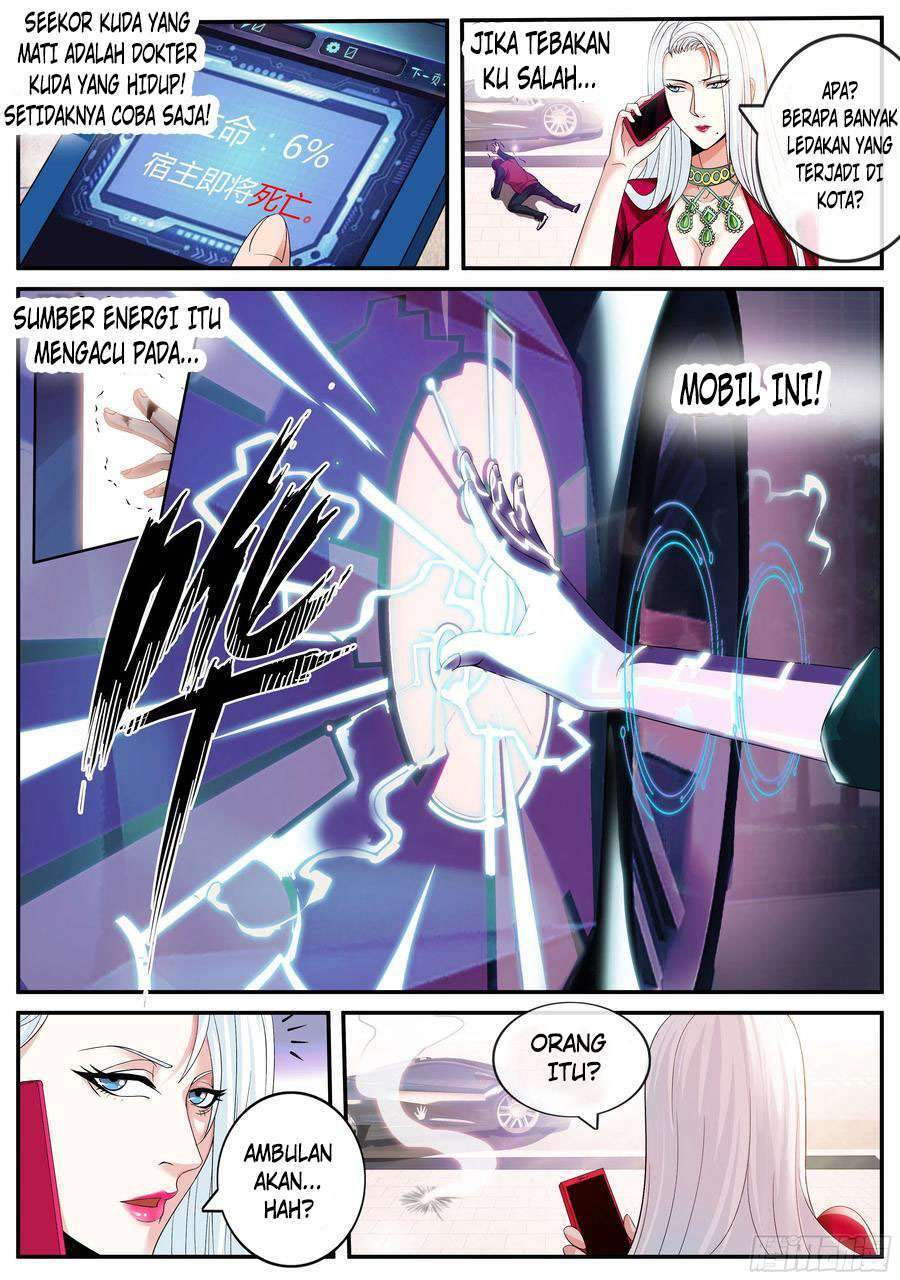 SEEKOR KUDA YANG
MATI ADALAH DOKTER
KUDA YANG HIDUP!
SETIDAKNYA COBA SAJA!
0
下一页
命：6%
宿主即将死亡。
JIKA TEBAKAN
KU SALAH...
APA?
BERAPA BANYAK
LEDAKAN YANG
TERJADI DI
KOTA?
SUMBER ENERGI ITU
MENGACU PADA...
MOBIL INI!
AMBULAN
AKAN...
HAH?
ORANG
ITU?